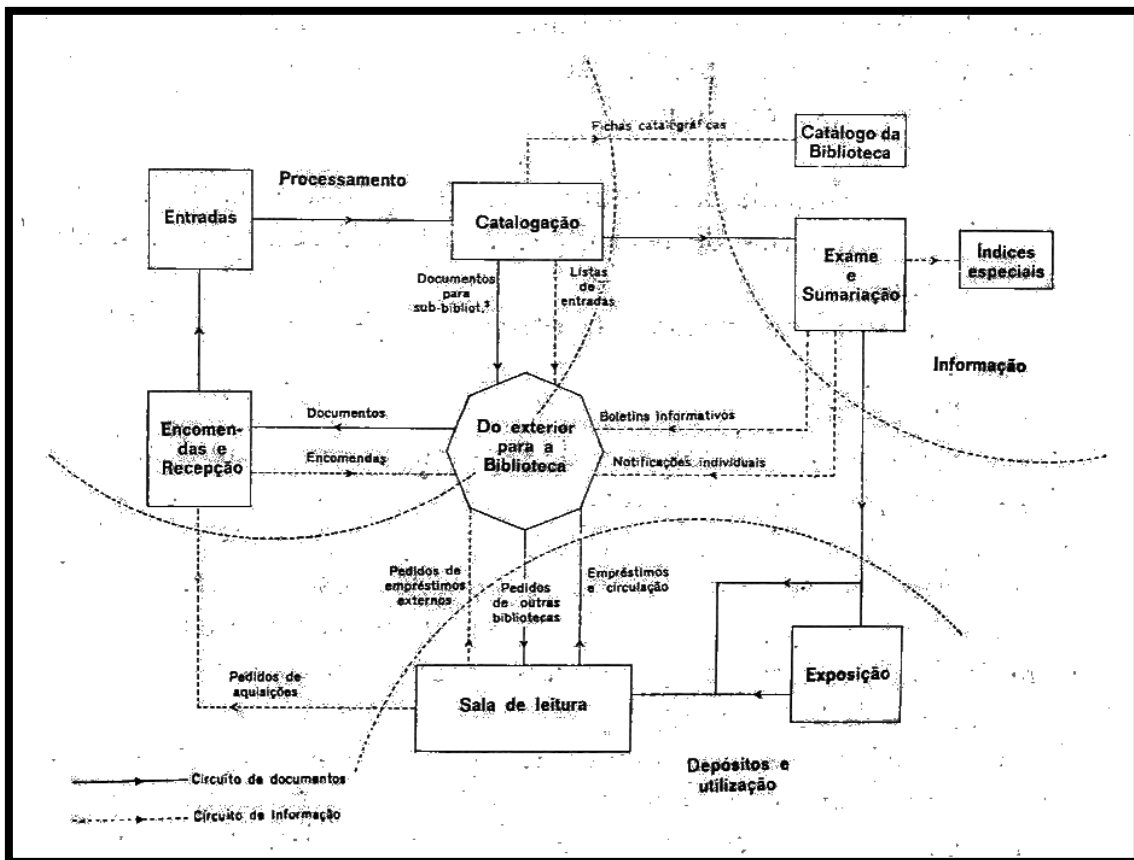 Fichas catalográficas
Catálogo da
Biblioteca
Processamento
Entradas
Catalogação
Exame
e
Sumariação
Índices
especiais
Documentos
para
sub-bibliot.s
Listas
de
entradas
Informação
Encomen-
das e
Recepção
Documentos
Encomendas
Do exterior
para a
Biblioteca
Boletins informativos
Notificações individuais
Pedidos de
empréstimos
externos
Pedidos
de outras
bibliotecas
Empréstimos
e circulação
Pedidos de
aquisições
Sala de leitura
Exposição
Depósitos e
utilização
Circuito de documentos
Circuito de Informação